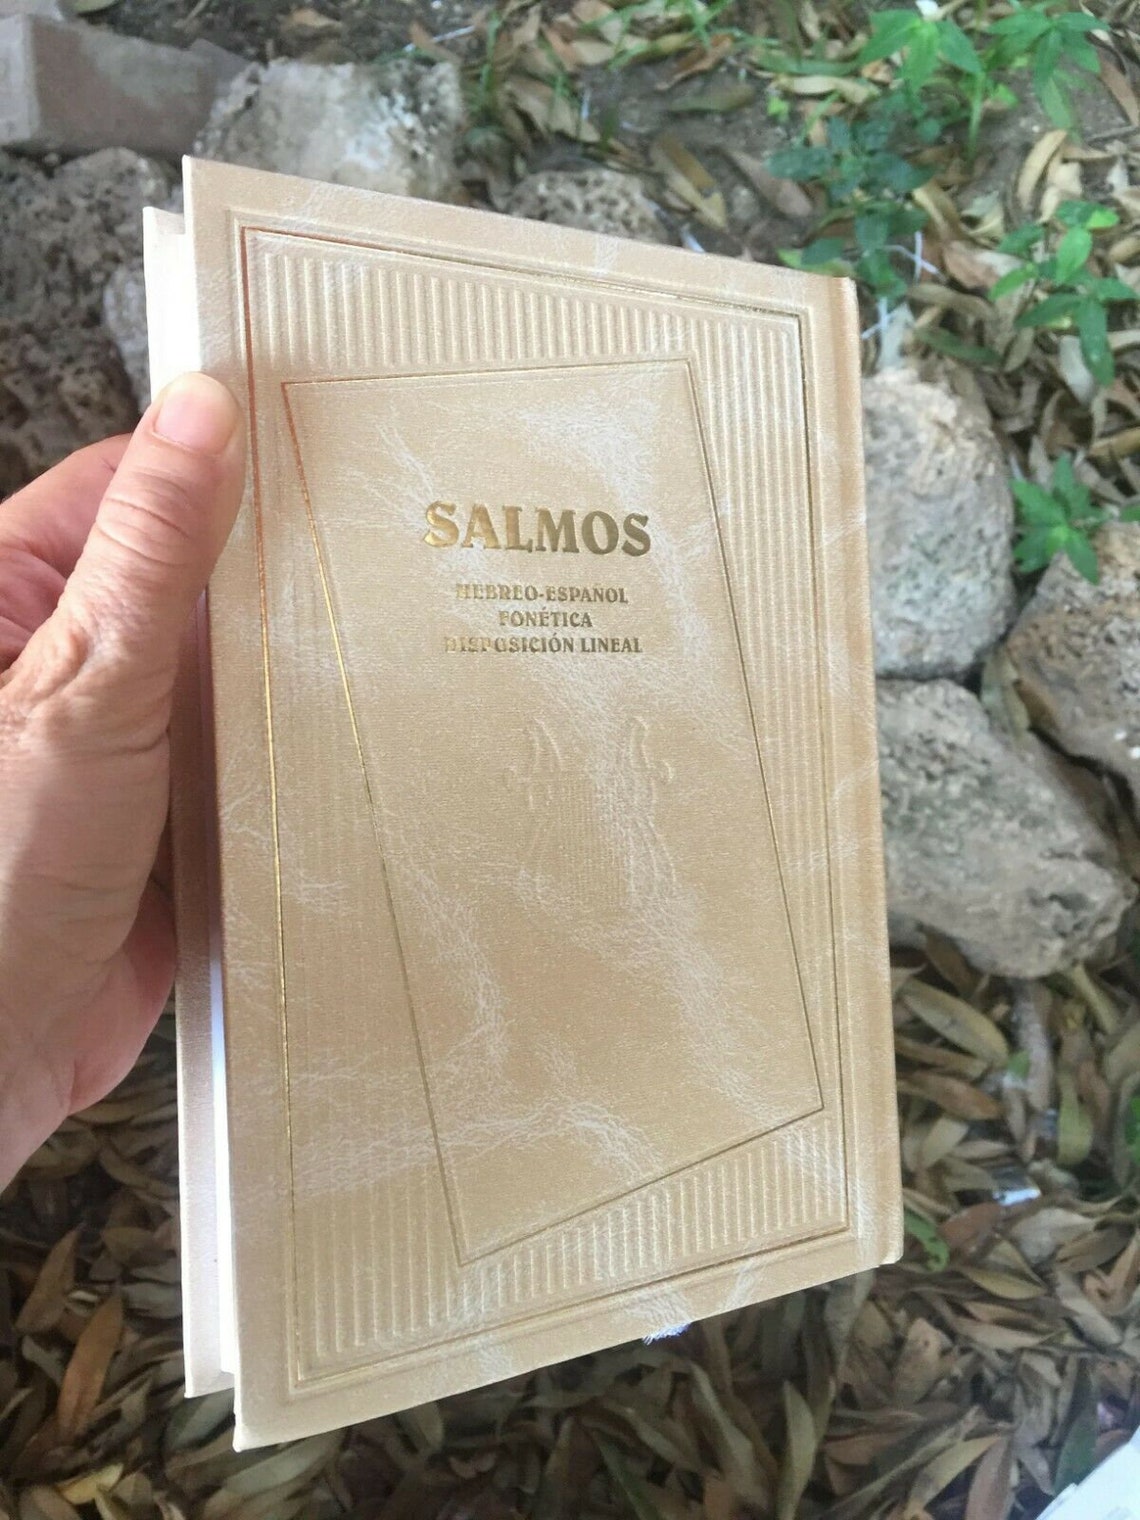 SALMOS
HEBREO-ESPAÑOL
FONÉTICA
DISPOSICIÓN LINEAL